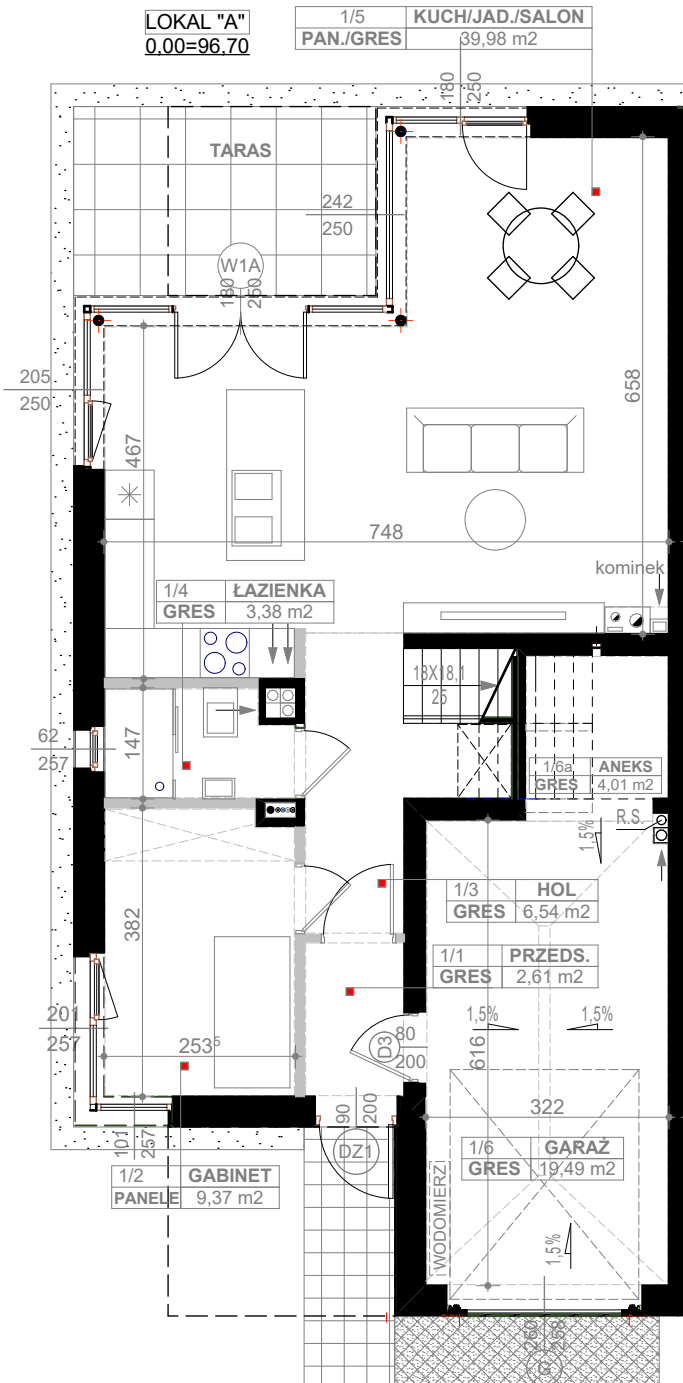 LOKAL "A"
0,00=96,70
1/5 KUCH/JAD./SALON
PAN./GRES 39,98 m2
180
250
TARAS
242
250
W1A
180
250
205
250
467
658
748
kominek
1/4 ŁAZIENKA
GRES 3,38 m2
18X18,1
25
62
257
147
1/6a ANEKS
GRES 4,01 m2
R.S.
1,5%
382
1/3 HOL
GRES 6,54 m2
1/1 PRZEDS.
GRES 2,61 m2
201
257
1,5%
1,5%
D3
80
200
616
253⁵
322
90
200
101
257
DZ1
1/6 GARAŻ
GRES 19,49 m2
1/2 GABINET
PANELE 9,37 m2
WODOMIERZ
1,5%
260
258
G